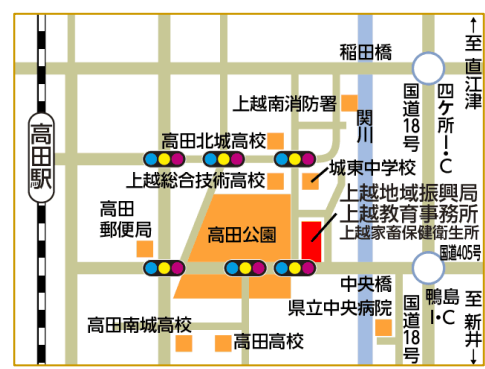 稲田橋
至 直江津
国道18号
四ケ所I・C
上越南消防署
関川
高田北城高校
城東中学校
上越総合技術高校
高田駅
上越地域振興局
上越教育事務所
上越家畜保健衛生所
高田
郵便局
高田公園
国道405号
中央橋
鴨島I・C
至 新井
国道18号
県立中央病院
高田南城高校
高田高校